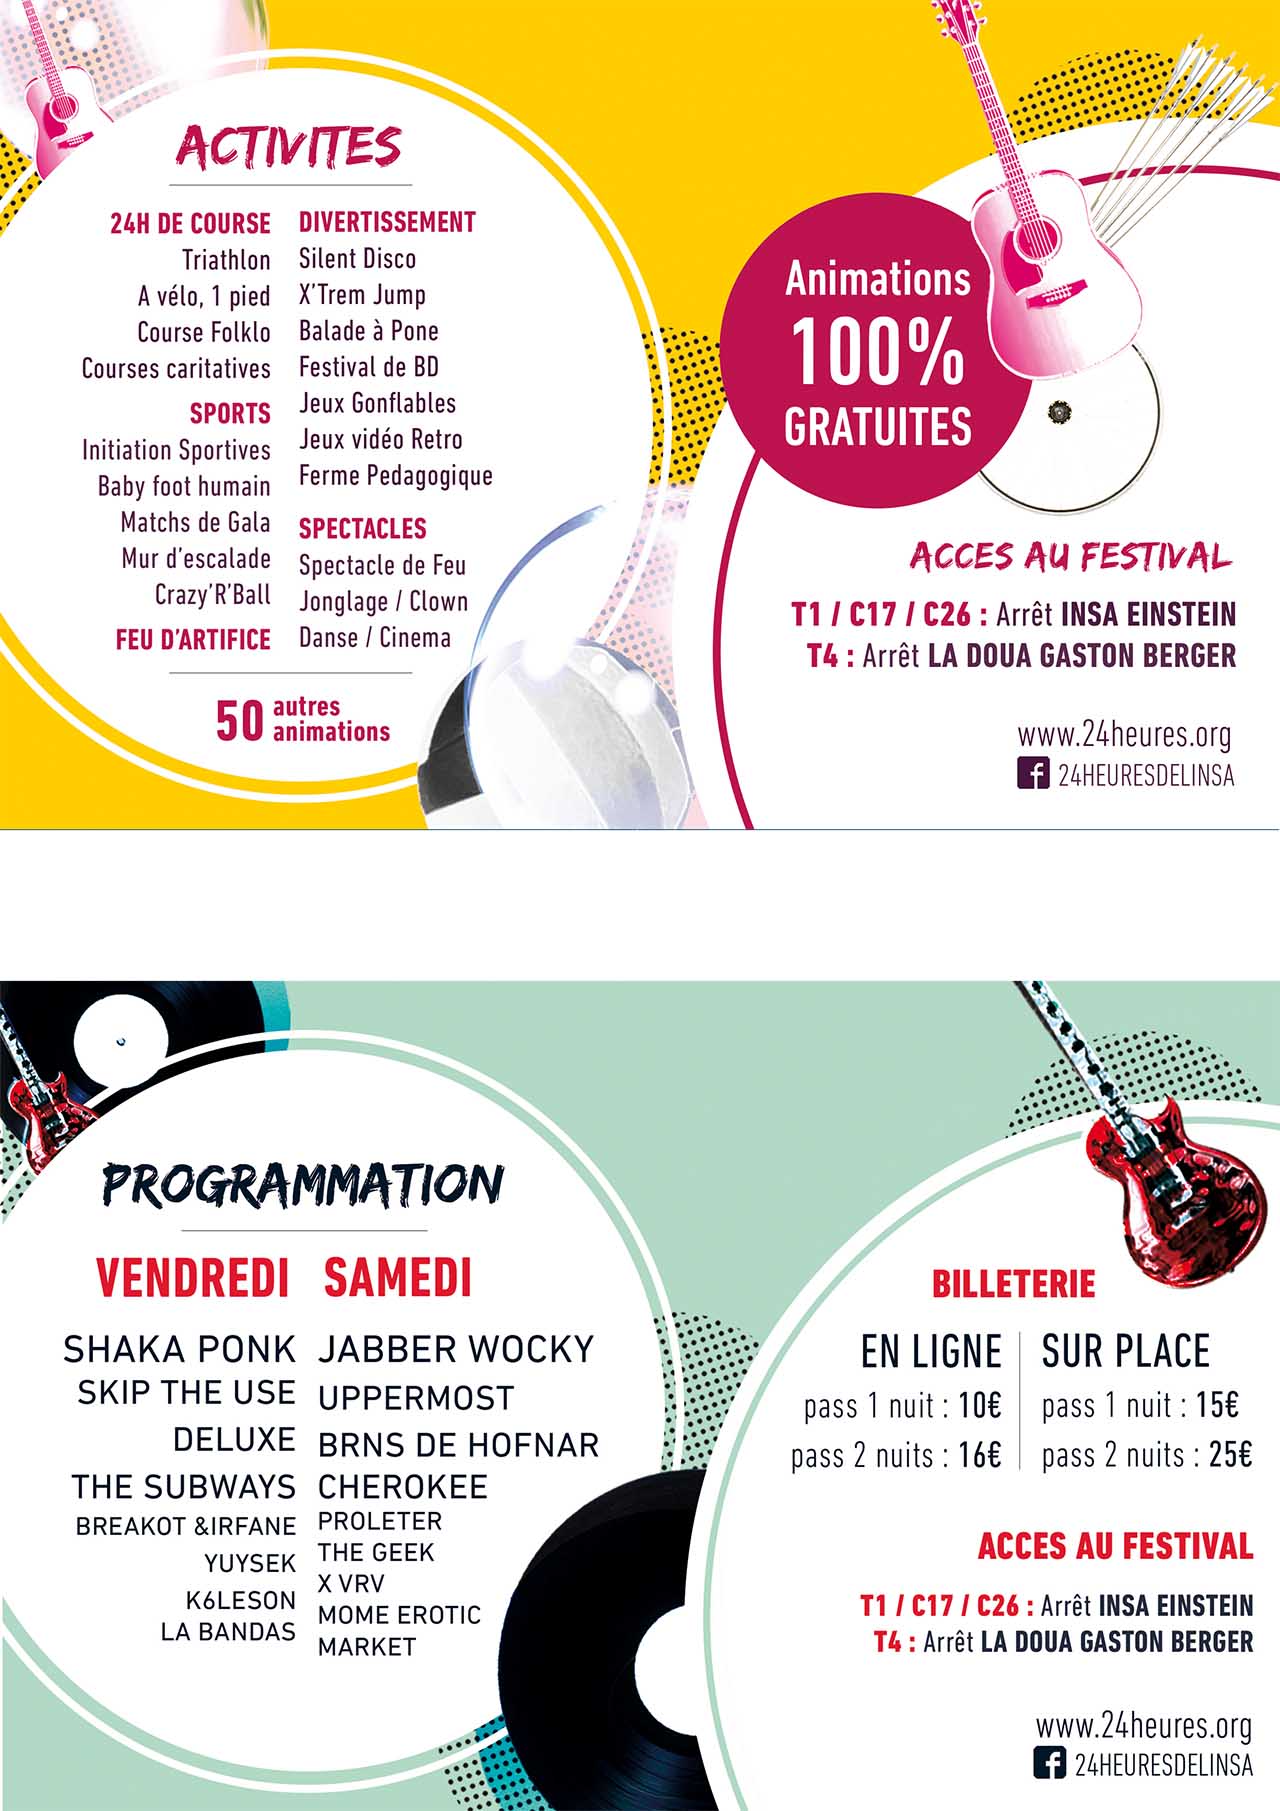 ACTIVITES
24H DE COURSE
Triathlon
A vélo, 1 pied
Course Folklo
Courses caritatives
SPORTS
Initiation Sportives
Baby foot humain
Matchs de Gala
Mur d'escalade
Crazy'R'Ball
FEU D'ARTIFICE
DIVERTISSEMENT
Silent Disco
X'Trem Jump
Balade à Pone
Festival de BD
Jeux Gonflables
Jeux vidéo Retro
Ferme Pedagogique
SPECTACLES
Spectacle de Feu
Jonglage / Clown
Danse / Cinema
50 autres
animations
Animations
100%
GRATUITES
ACCES AU FESTIVAL
T1 / C17 / C26 : Arrêt INSA EINSTEIN
T4 : Arrêt LA DOUA GASTON BERGER
www.24heures.org
24HEURESDELINSA
PROGRAMMATION
VENDREDI
SHAKA PONK
SKIP THE USE
DELUXE
THE SUBWAYS
BREAKOT &IRFANE
YUYSEK
K6LESON
LA BANDAS
SAMEDI
JABBER WOCKY
UPPERMOST
BRNS DE HOFNAR
CHEROKEE
PROLETER
THE GEEK
X VRV
MOME EROTIC
MARKET
BILLETERIE
EN LIGNE
pass 1 nuit : 10€
pass 2 nuits : 16€
SUR PLACE
pass 1 nuit : 15€
pass 2 nuits : 25€
ACCES AU FESTIVAL
T1 / C17 / C26 : Arrêt INSA EINSTEIN
T4 : Arrêt LA DOUA GASTON BERGER
www.24heures.org
24HEURESDELINSA